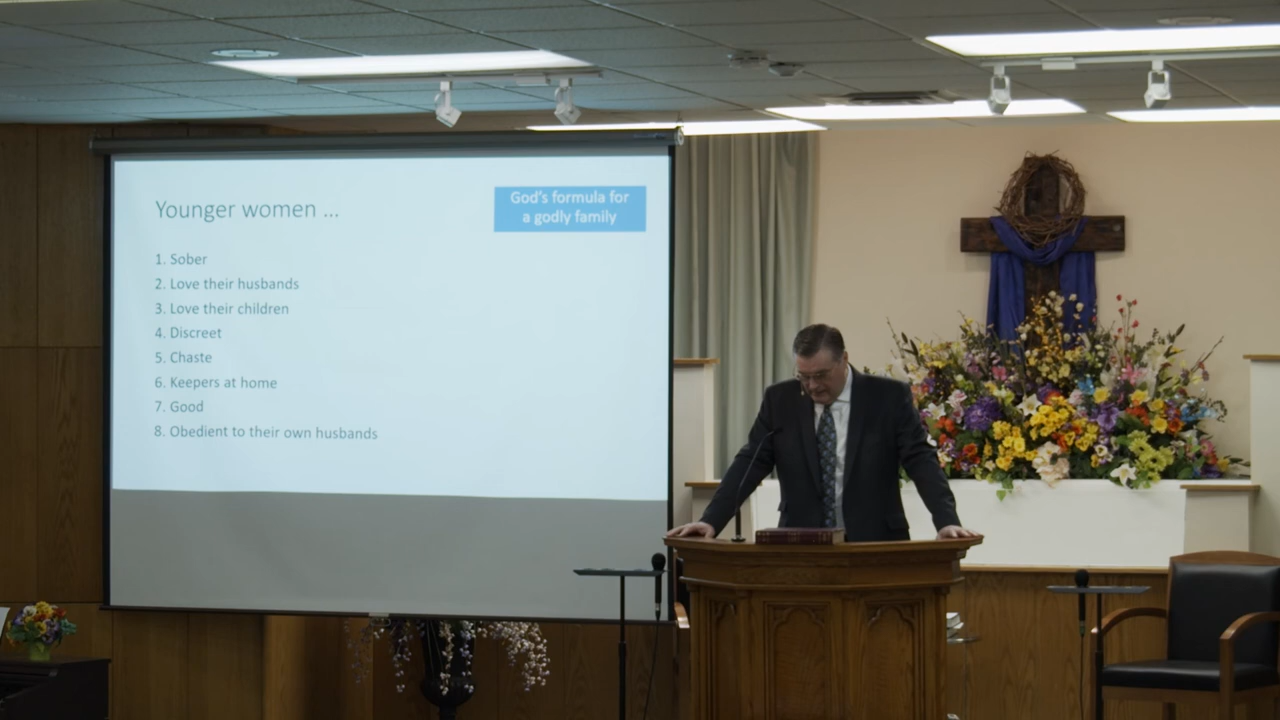 Younger women ...
God's formula for
a godly family
1. Sober
2. Love their husbands
3. Love their children
4. Discreet
5. Chaste
6. Keepers at home
7. Good
8. Obedient to their own husbands